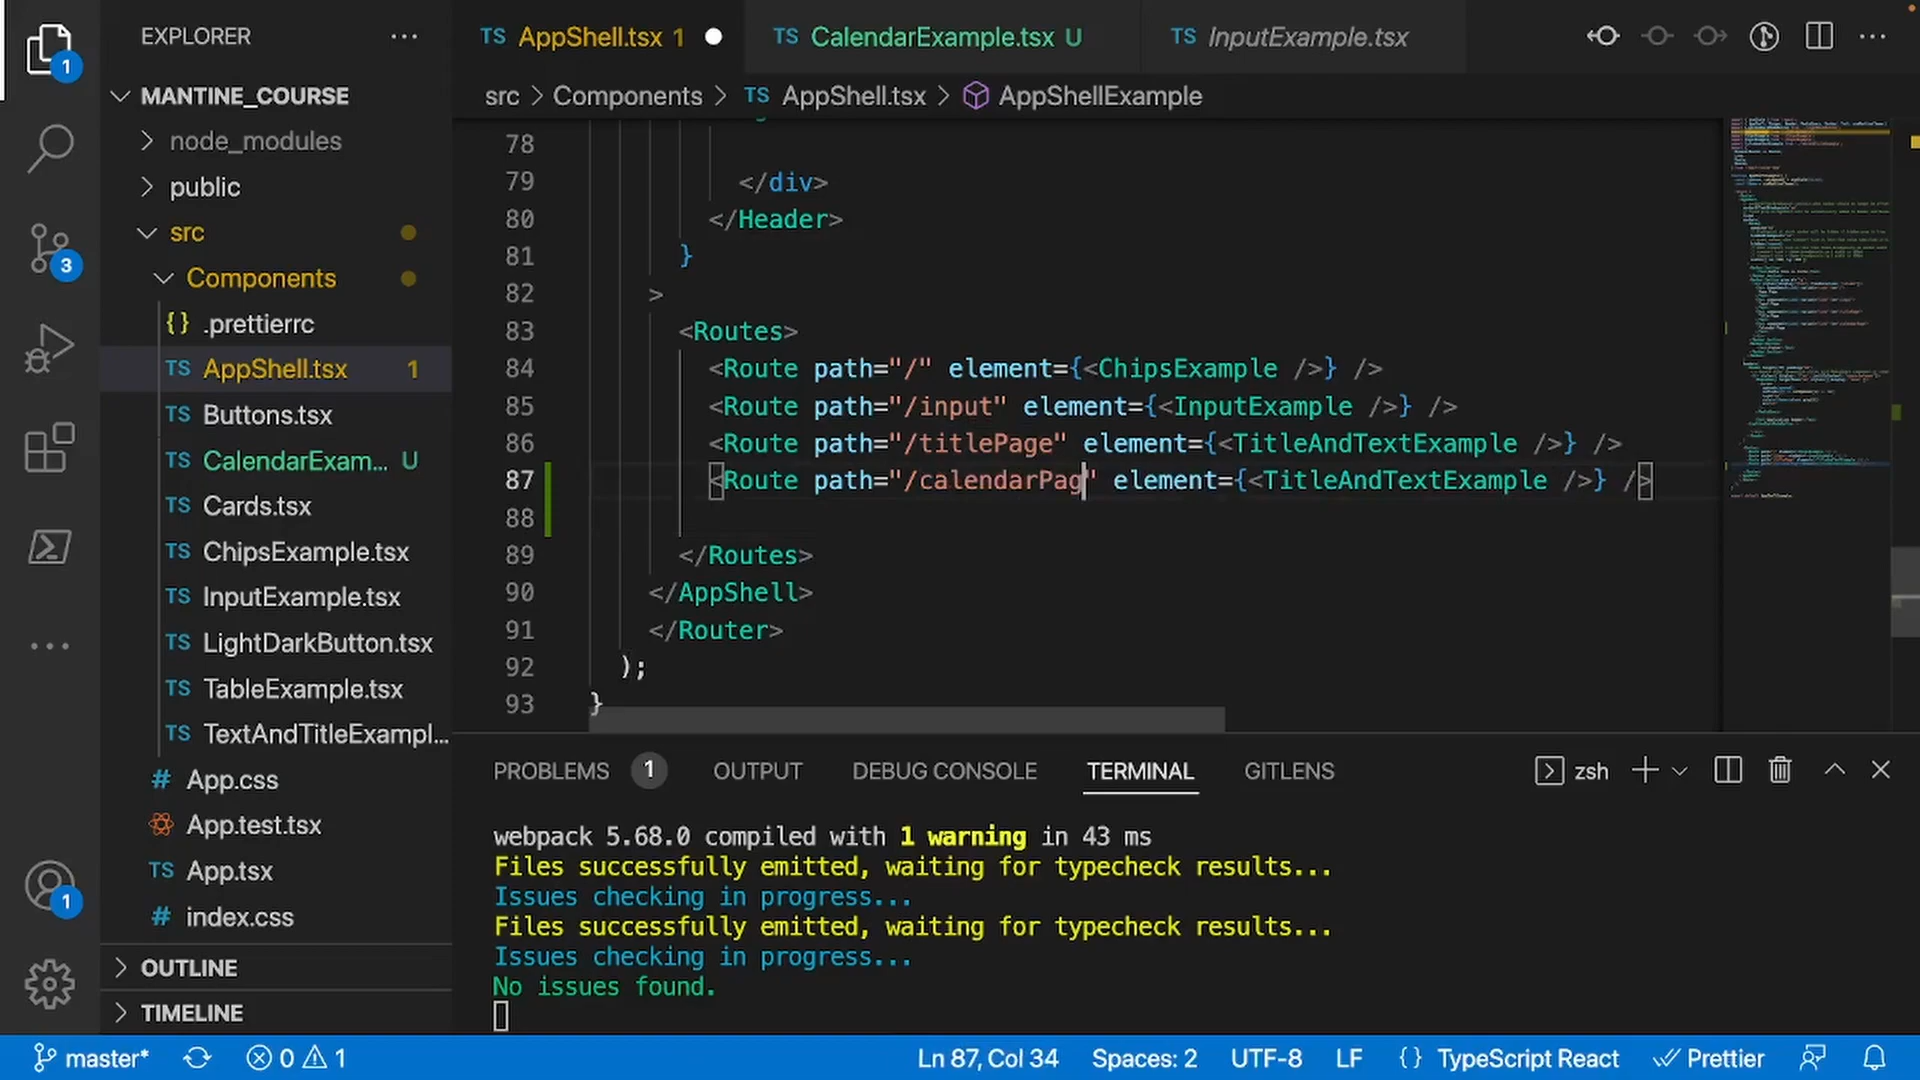 EXPLORER
TS AppShell.tsx 1
TS CalendarExample.tsx U
TS InputExample.tsx
1
MANTINE_COURSE
src > Components > TS AppShell.tsx > AppShellExample
node_modules
public
src
Components
{} .prettierrc
TS AppShell.tsx 1
TS Buttons.tsx
TS CalendarExam... U
TS Cards.tsx
TS ChipsExample.tsx
TS InputExample.tsx
TS LightDarkButton.tsx
TS TableExample.tsx
TS TextAndTitleExampl...
# App.css
App.test.tsx
TS App.tsx
# index.css
OUTLINE
TIMELINE
3
1
78
79 </div>
80 </Header>
81 }
82 >
83 <Routes>
84 <Route path="/" element={<ChipsExample />} />
85 <Route path="/input" element={<InputExample />} />
86 <Route path="/titlePage" element={<TitleAndTextExample />} />
87 <Route path="/calendarPag" element={<TitleAndTextExample />} />
88
89 </Routes>
90 </AppShell>
91 </Router>
92 );
93 }
PROBLEMS 1 OUTPUT DEBUG CONSOLE TERMINAL GITLENS zsh
webpack 5.68.0 compiled with 1 warning in 43 ms
Files successfully emitted, waiting for typecheck results...
Issues checking in progress...
Files successfully emitted, waiting for typecheck results...
Issues checking in progress...
No issues found.
master* 0 1 Ln 87, Col 34 Spaces: 2 UTF-8 LF {} TypeScript React Prettier